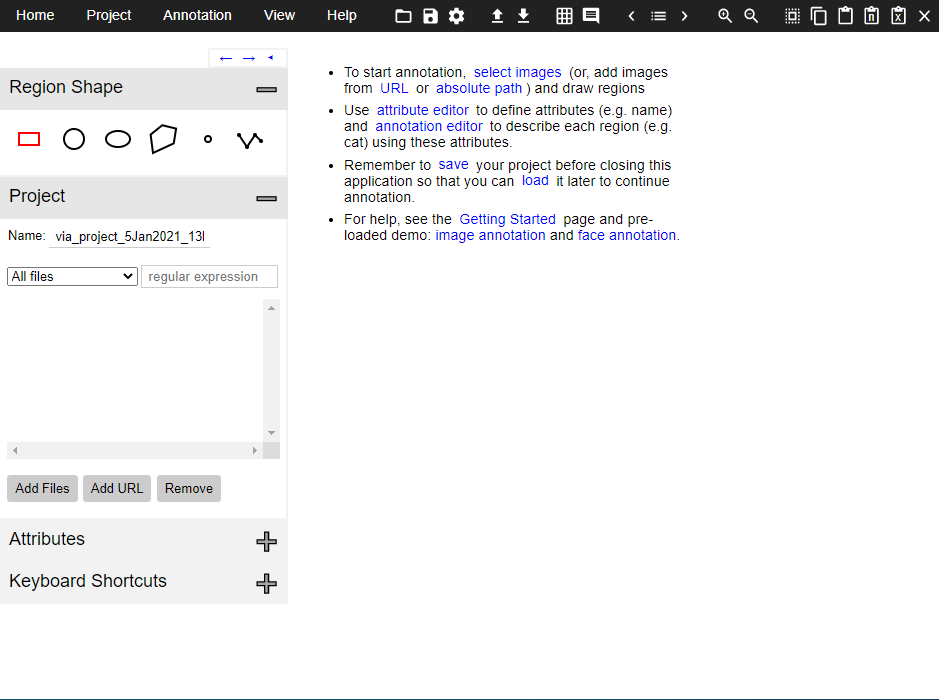 Home Project Annotation View Help
← →
Region Shape
To start annotation, select images (or, add images
from URL or absolute path ) and draw regions
Use attribute editor to define attributes (e.g. name)
and annotation editor to describe each region (e.g.
cat) using these attributes.
Remember to save your project before closing this
application so that you can load it later to continue
annotation.
For help, see the Getting Started page and pre-
loaded demo: image annotation and face annotation.
Project
Name: via_project_5Jan2021_13
All files regular expression
Add Files Add URL Remove
Attributes
Keyboard Shortcuts